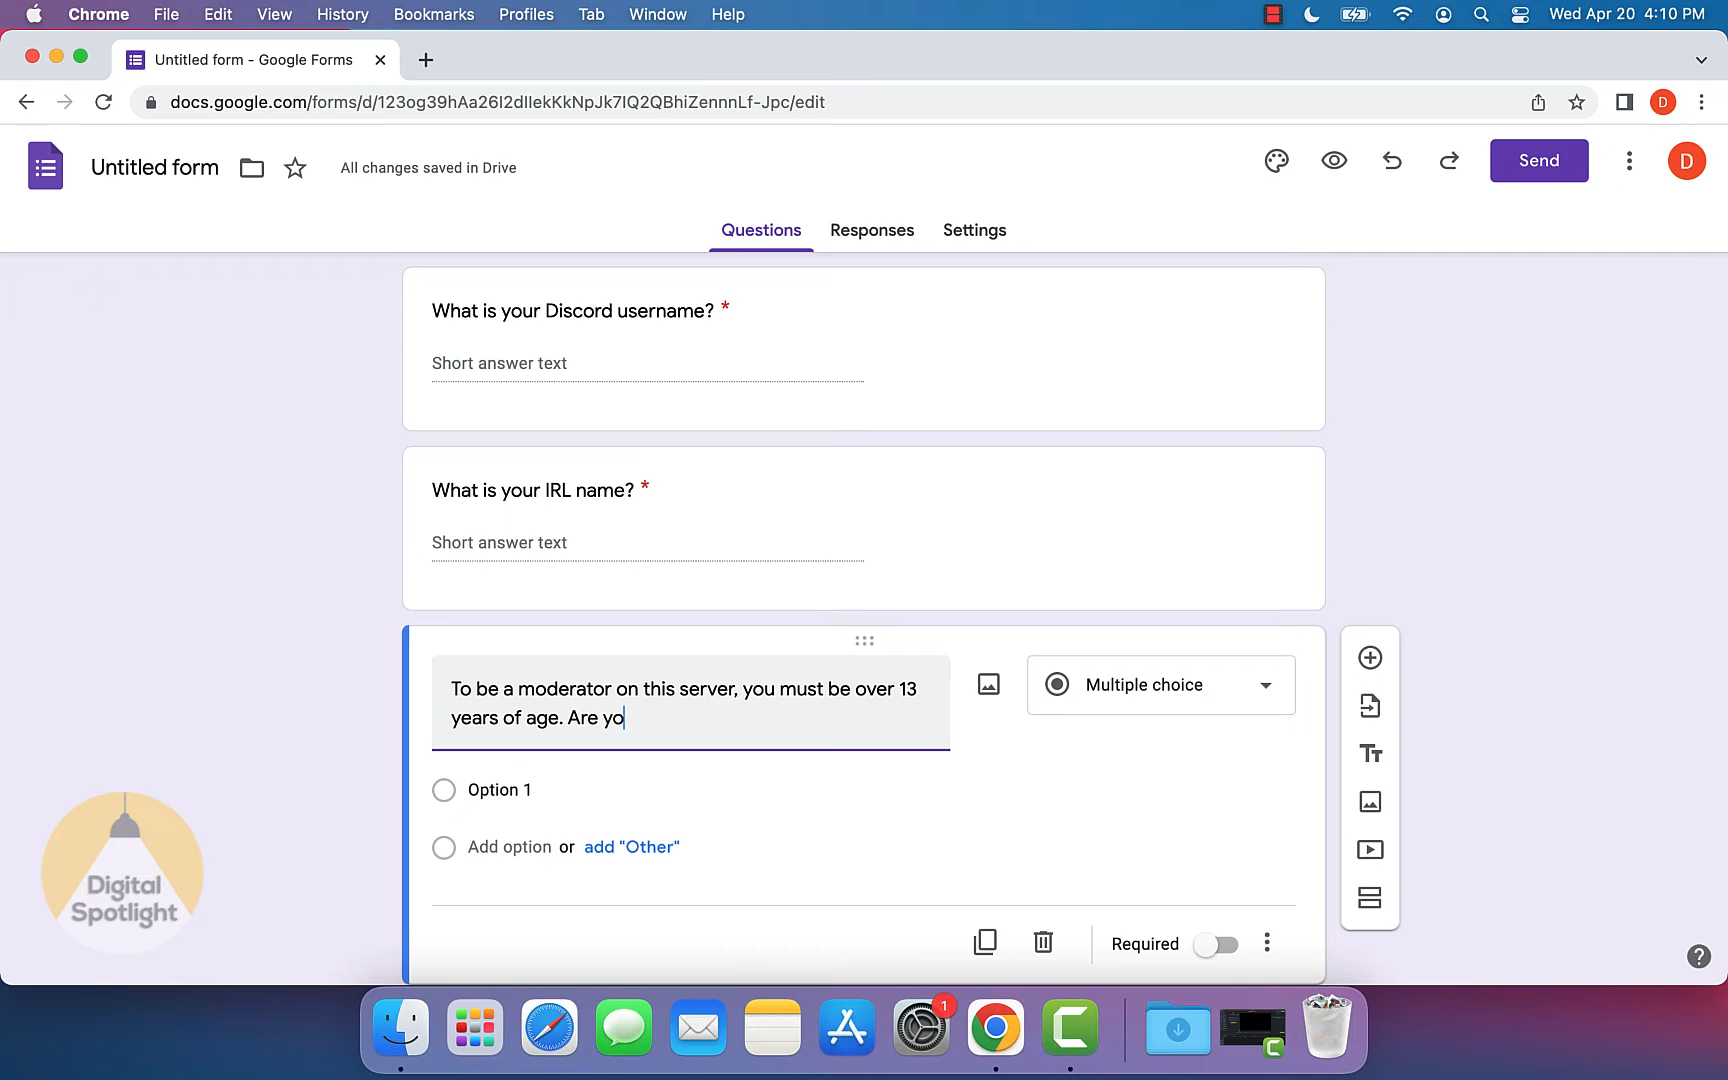 Chrome File Edit View History Bookmarks Profiles Tab Window Help Wed Apr 20 4:10 PM
Untitled form - Google Forms
docs.google.com/forms/d/123og39hAa26I2dIIekKkNpJk7IQ2QBhiZennnLf-Jpc/edit D
Untitled form All changes saved in Drive Send D
Questions Responses Settings
What is your Discord username? *
Short answer text
What is your IRL name? *
Short answer text
To be a moderator on this server, you must be over 13
years of age. Are yo
Multiple choice
Tт
Option 1
Add option or add "Other"
Digital
Spotlight
Required
?
1